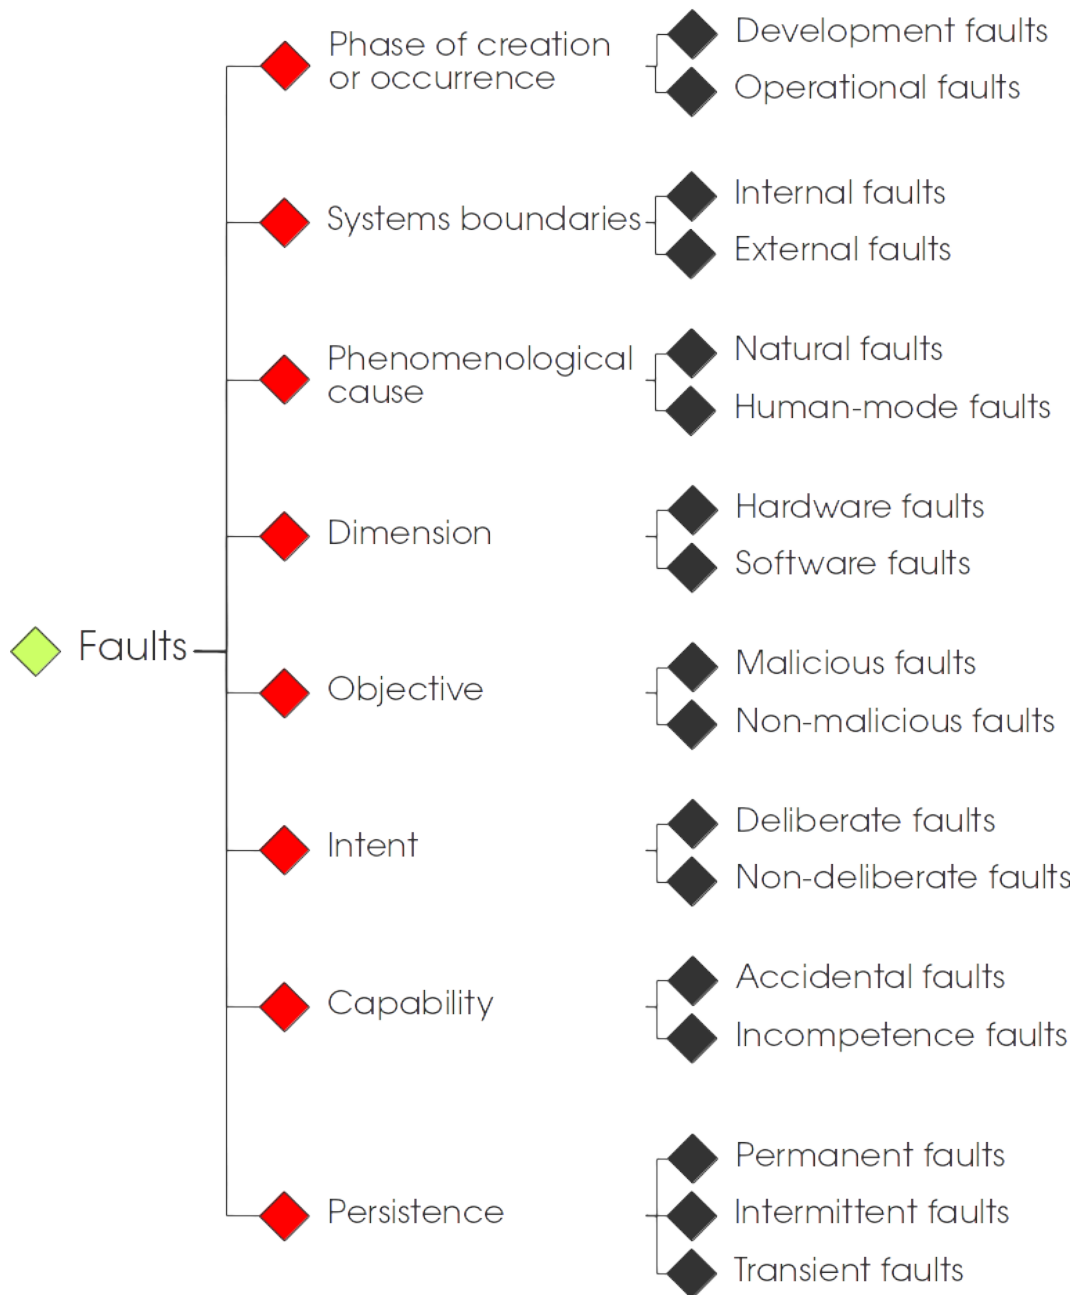 Phase of creation
or occurrence
Development faults
Operational faults
Systems boundaries
Internal faults
External faults
Phenomenological
cause
Natural faults
Human-mode faults
Dimension
Hardware faults
Software faults
Faults
Objective
Malicious faults
Non-malicious faults
Intent
Deliberate faults
Non-deliberate faults
Capability
Accidental faults
Incompetence faults
Persistence
Permanent faults
Intermittent faults
Transient faults